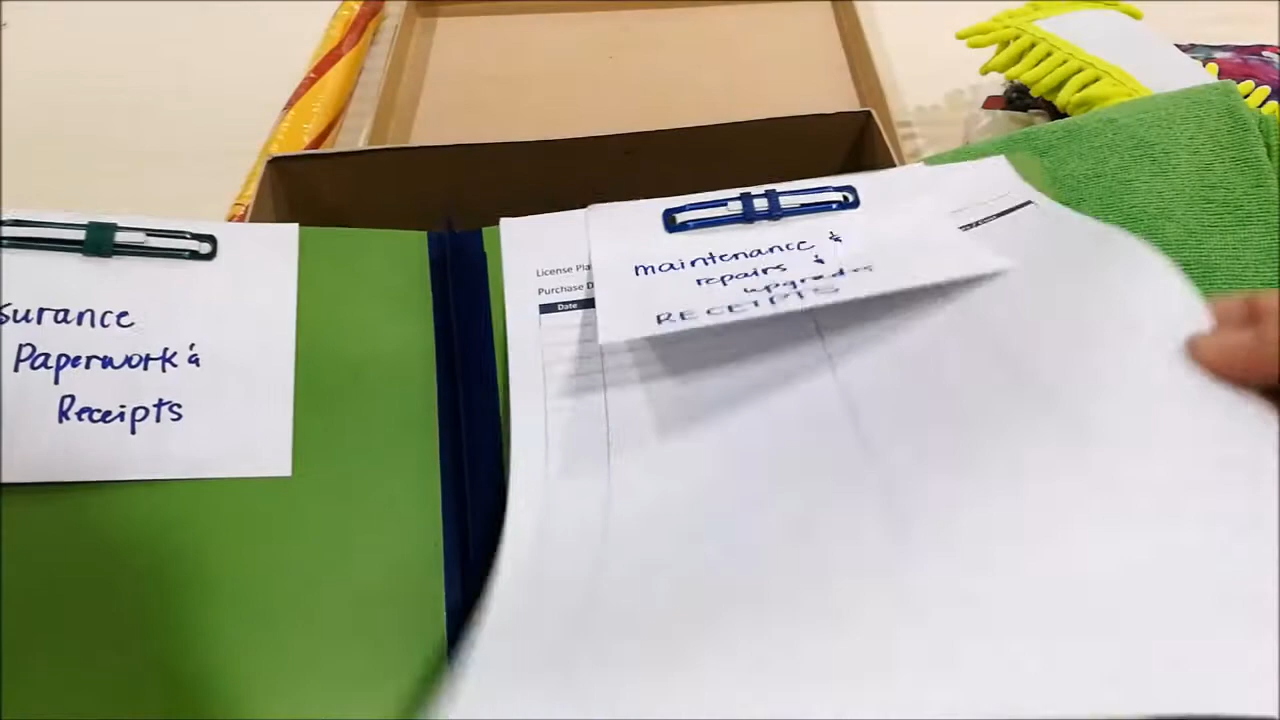 surance
Paperwork &
Receipts
License Pla
Purchase D
Date
maintenance &
repairs &
upgrades
RECEIPTS